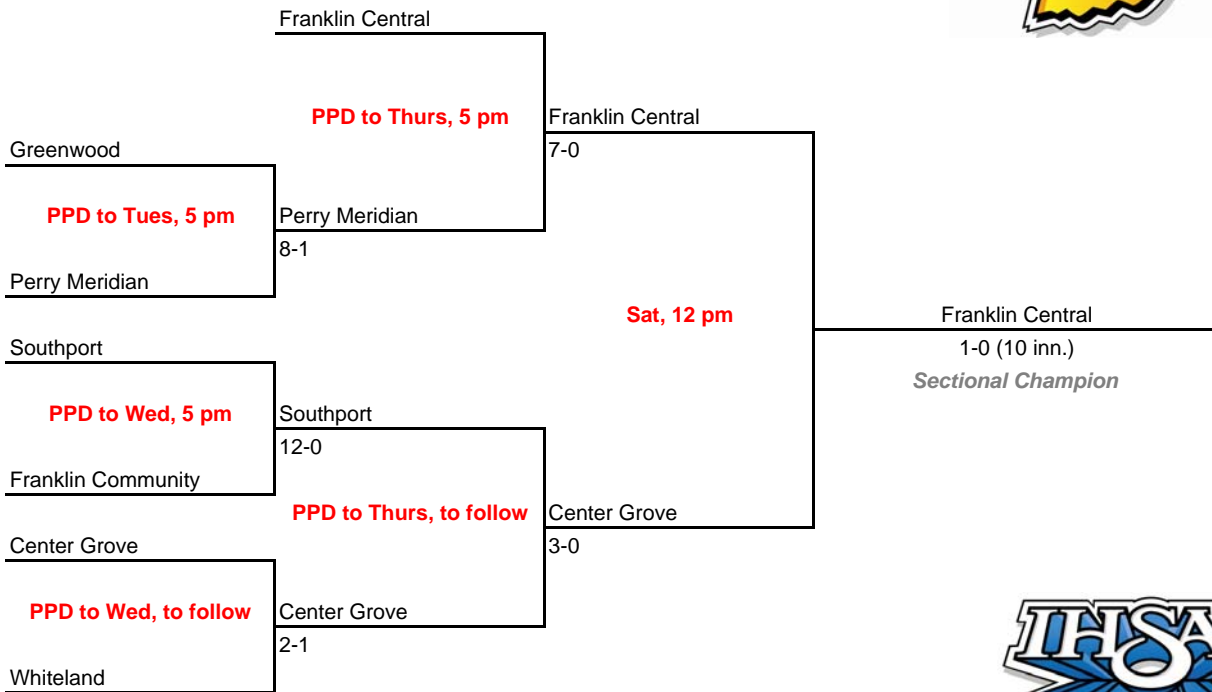 Franklin Central
PPD to Thurs, 5 pm
Franklin Central
7-0
Greenwood
PPD to Tues, 5 pm
Perry Meridian
8-1
Perry Meridian
Sat, 12 pm
Franklin Central
1-0 (10 inn.)
Sectional Champion
Southport
PPD to Wed, 5 pm
Southport
12-0
Franklin Community
PPD to Thurs, to follow
Center Grove
3-0
Center Grove
PPD to Wed, to follow
Center Grove
2-1
Whiteland
IHSA